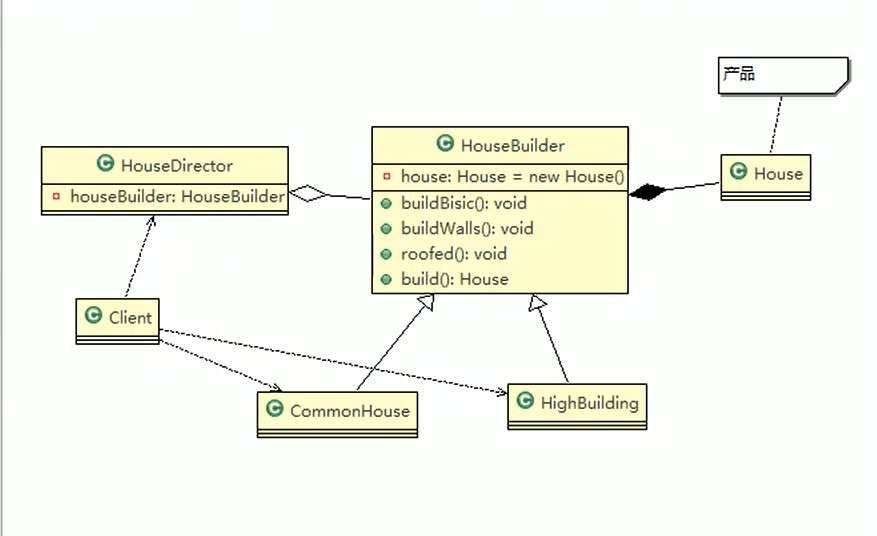 产品
HouseDirector
houseBuilder: HouseBuilder
HouseBuilder
house: House = new House()
buildBisic(): void
buildWalls(): void
roofed(): void
build(): House
House
Client
CommonHouse
HighBuilding